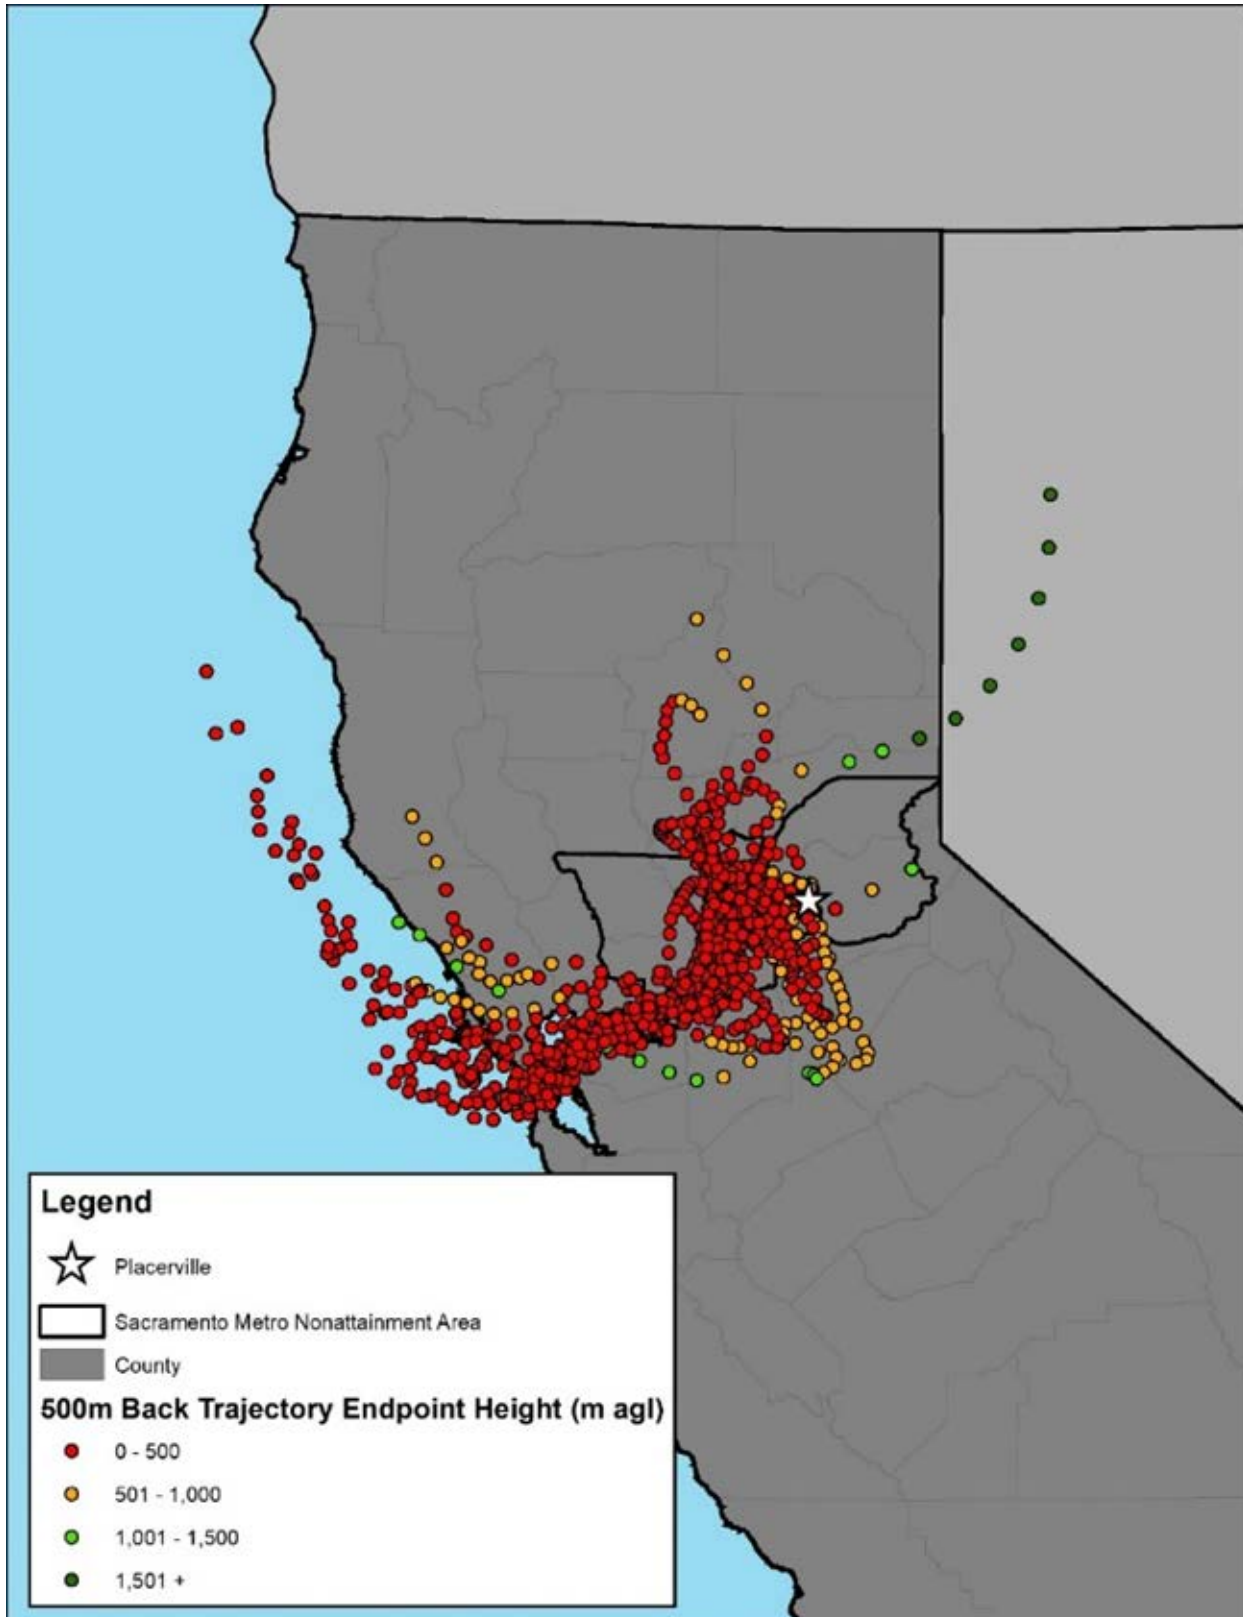 Legend
Placerville
Sacramento Metro Nonattainment Area
County
500m Back Trajectory Endpoint Height (m agl)
0 - 500
501 - 1,000
1,001 - 1,500
1,501 +